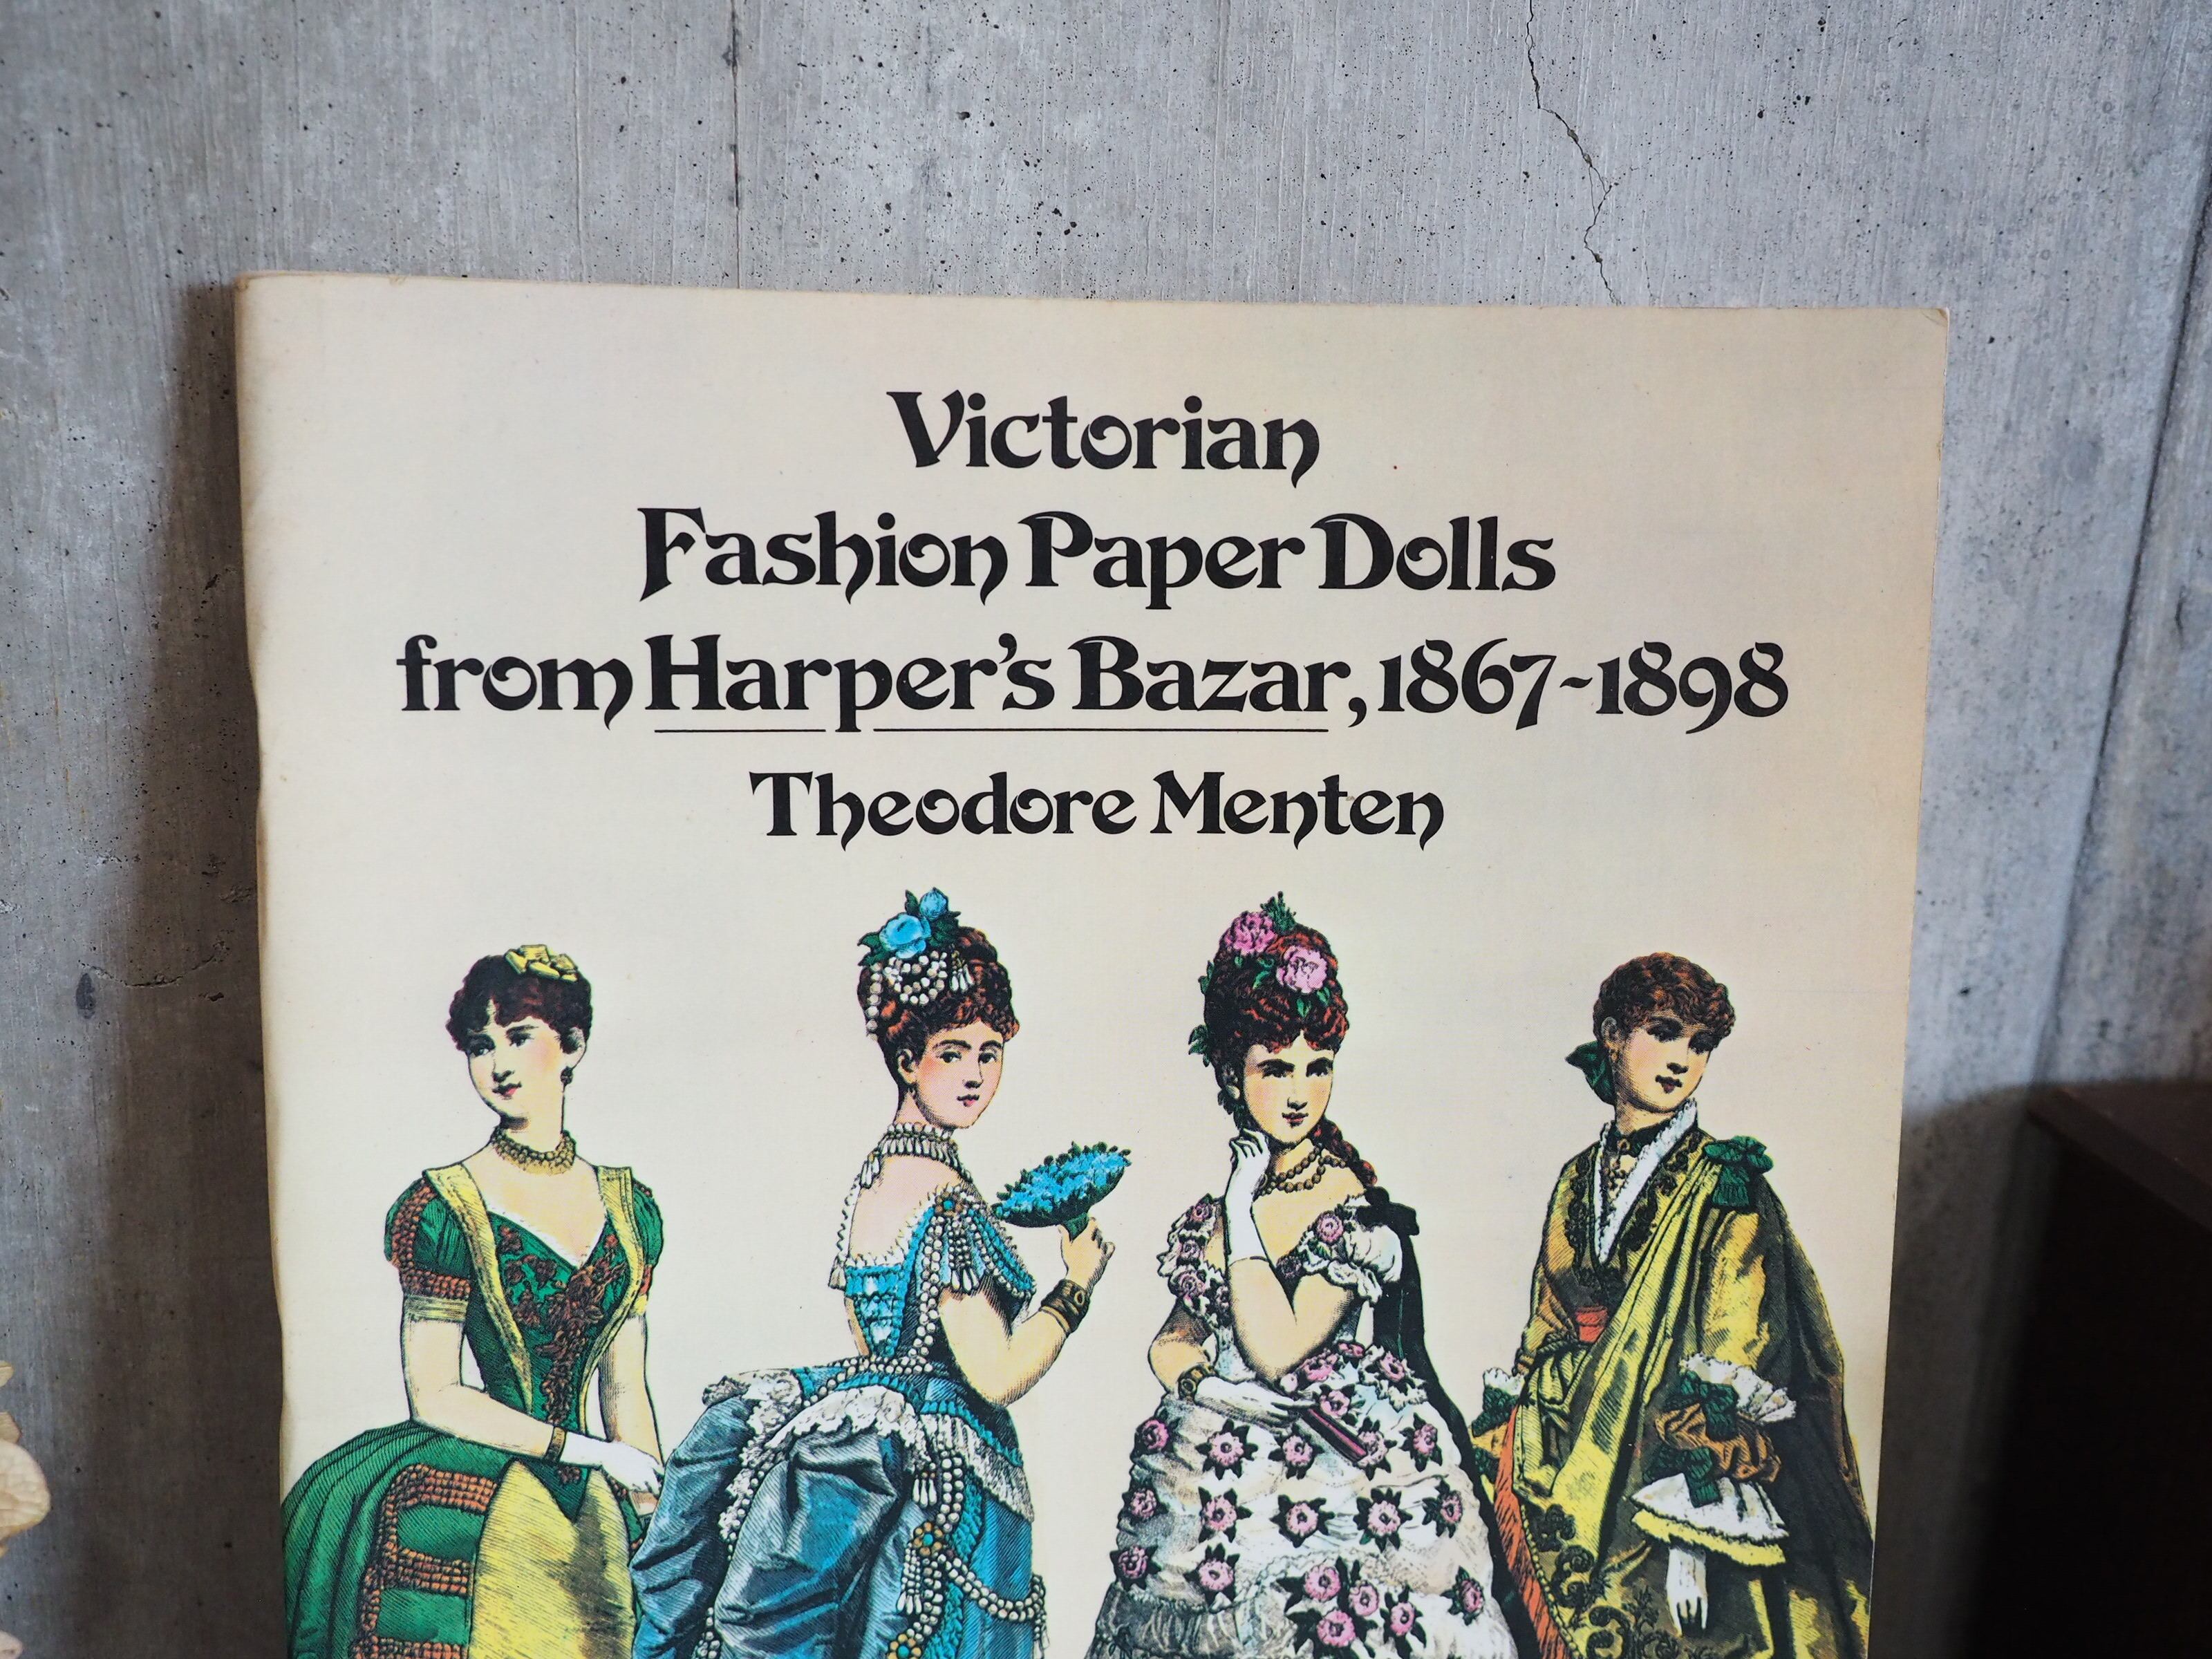 Victorian
Fashion Paper Dolls
from Harper's Bazar, 1867-1898
Theodore Menten